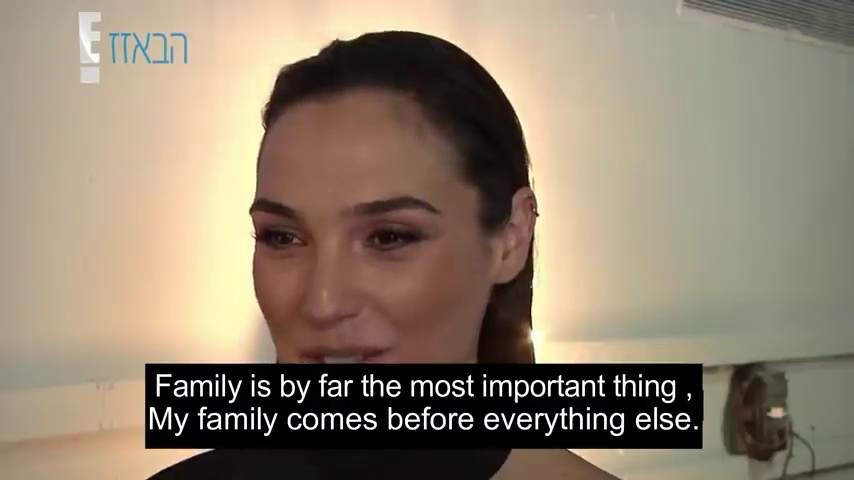 E!
הבאזז
Family is by far the most important thing ,
My family comes before everything else.